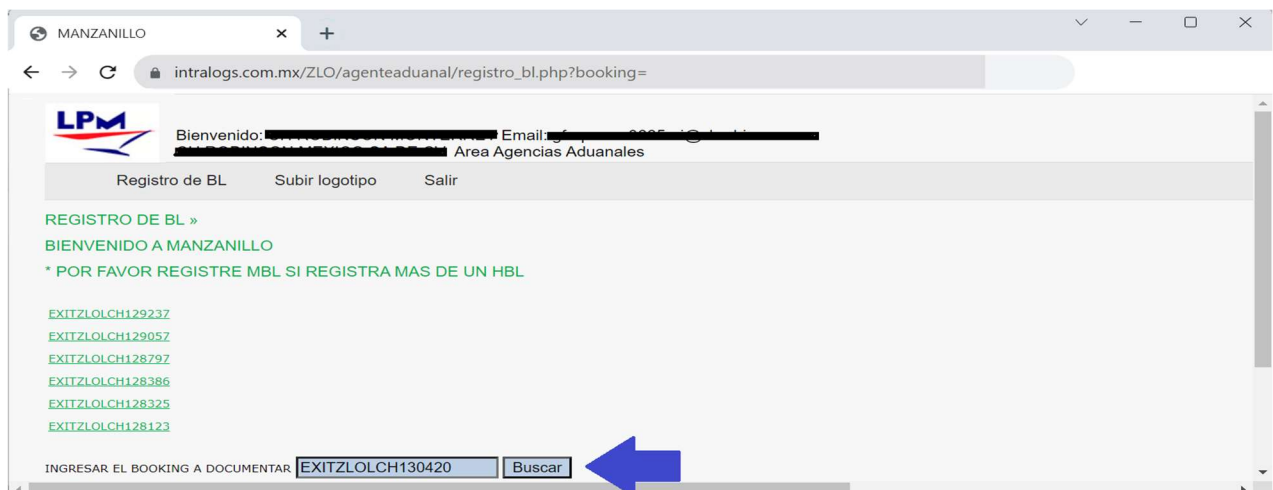 MANZANILLO
intralogs.com.mx/ZLO/agenteaduanal/registro_bl.php?booking=
LPM
Bienvenido: Email:
Area Agencias Aduanales
Registro de BL Subir logotipo Salir
REGISTRO DE BL »
BIENVENIDO A MANZANILLO
* POR FAVOR REGISTRE MBL SI REGISTRA MAS DE UN HBL
EXITZLOLCH129237
EXITZLOLCH129057
EXITZLOLCH128797
EXITZLOLCH128386
EXITZLOLCH128325
EXITZLOLCH128123
INGRESAR EL BOOKING A DOCUMENTAR EXITZLOLCH130420 Buscar